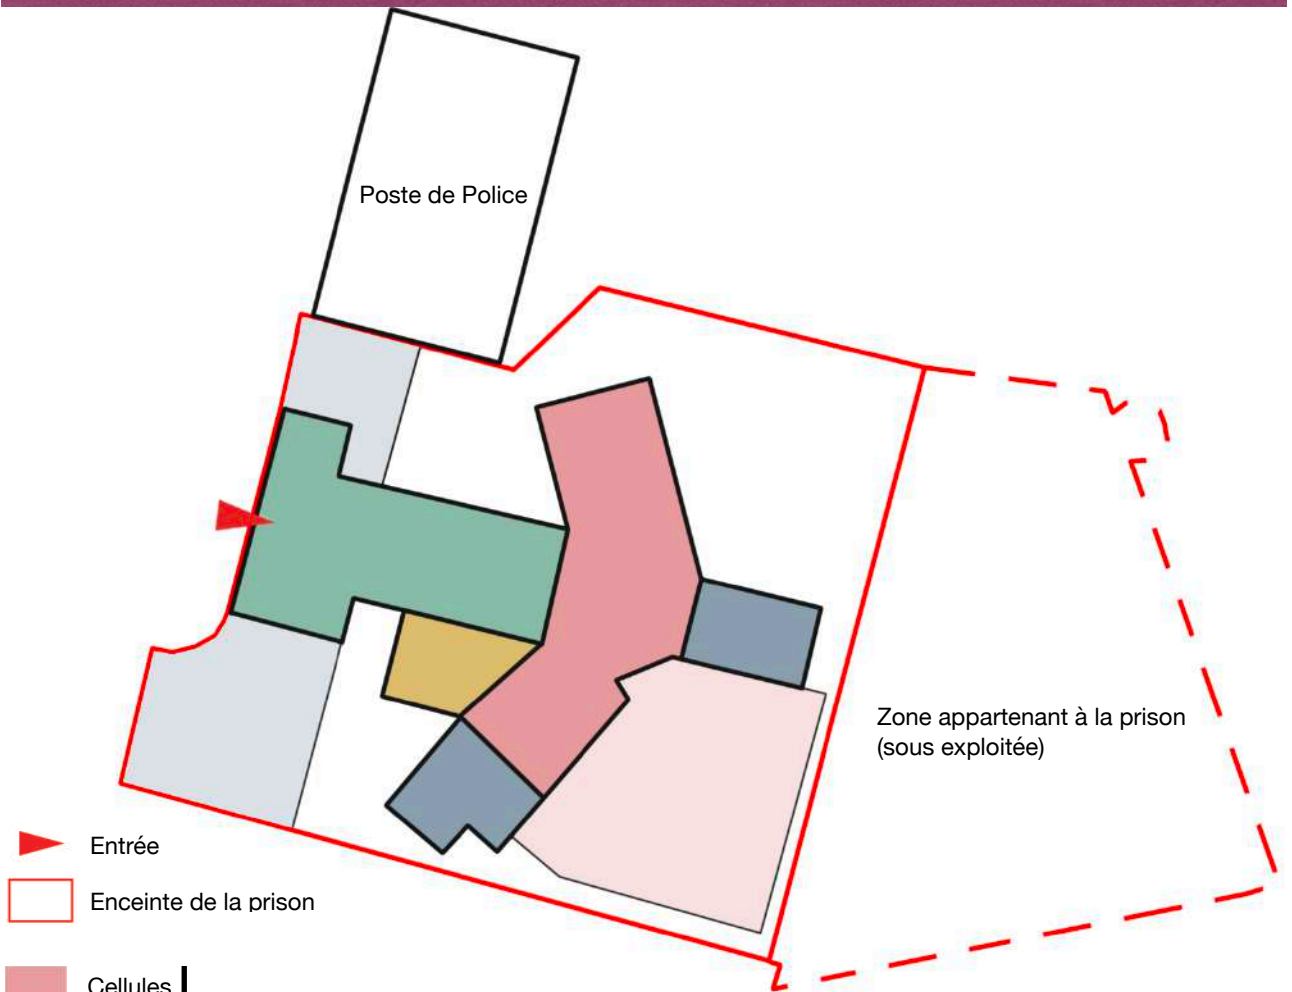 Poste de Police
Zone appartenant à la prison
(sous exploitée)
Entrée
Enceinte de la prison
Cellules